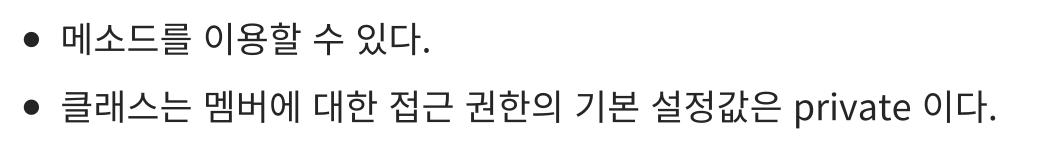 • 메소드를 이용할 수 있다.
• 클래스는 멤버에 대한 접근 권한의 기본 설정값은 private 이다.